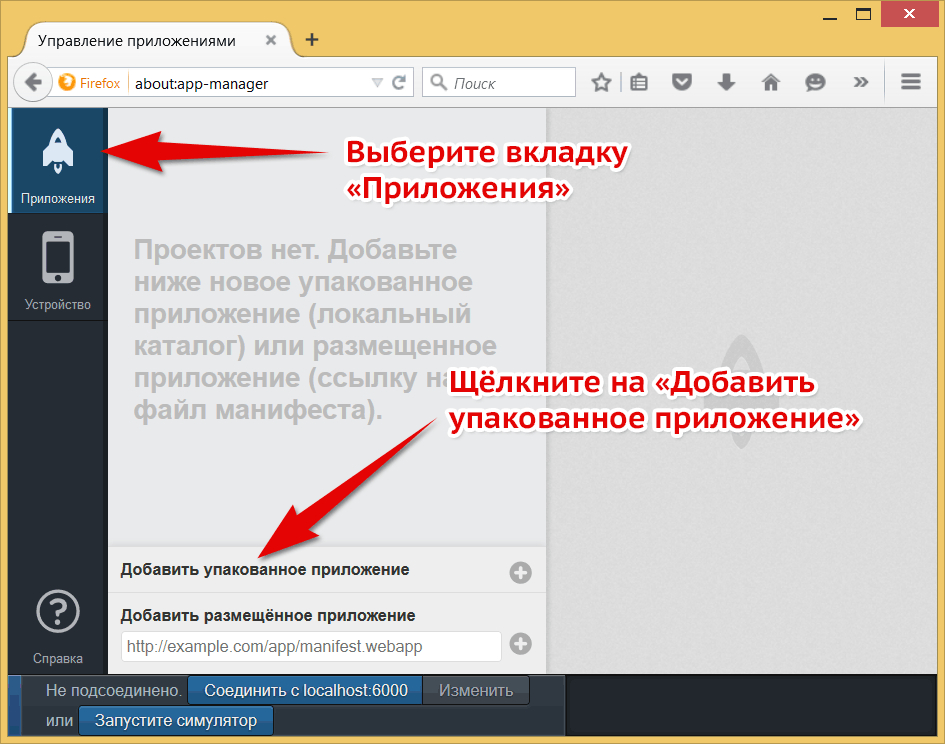 Управление приложениями
Firefox
about:app-manager
Поиск
Приложения
Выберите вкладку
«Приложения»
Устройство
Проектов нет. Добавьте
ниже новое упакованное
приложение (локальный
каталог) или размещенное
приложение (ссылку на
файл манифеста).
Щёлкните на «Добавить
упакованное приложение»
Добавить упакованное приложение
Добавить размещённое приложение
http://example.com/app/manifest.webapp
Справка
Не подсоединено. Соединить с localhost:6000 Изменить
или Запустите симулятор